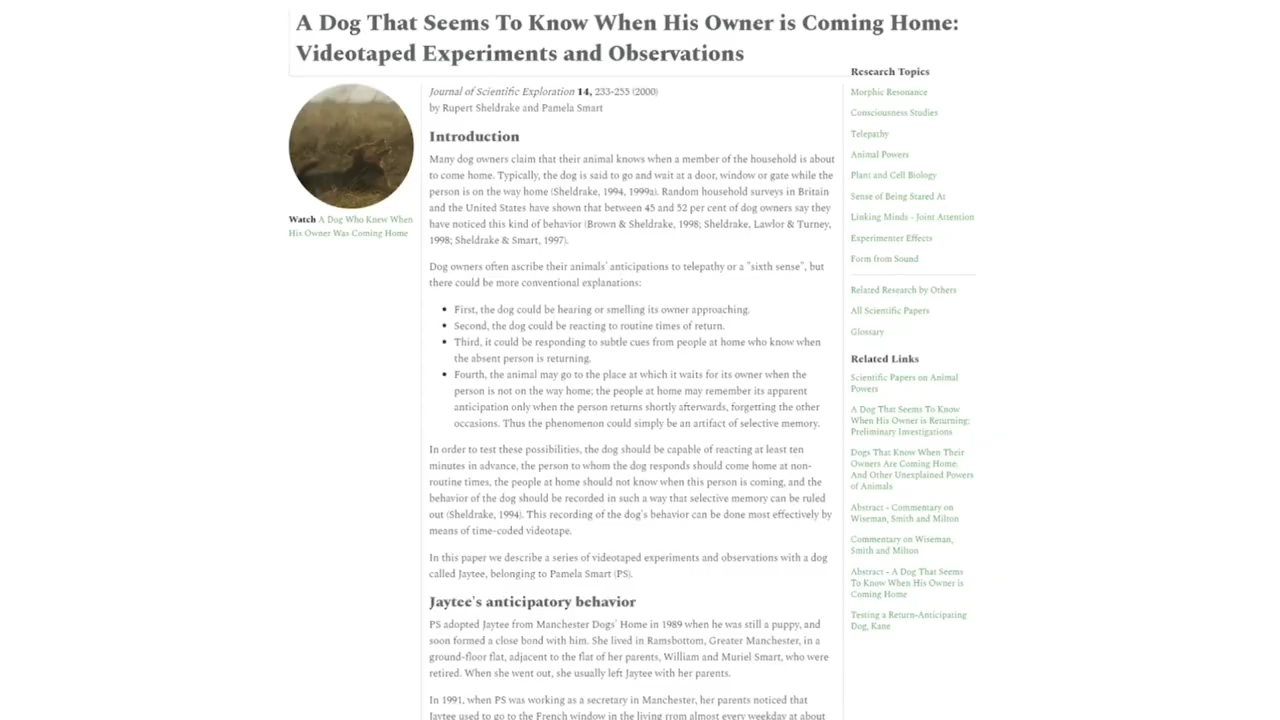 A Dog That Seems To Know When His Owner is Coming Home:
Videotaped Experiments and Observations
Watch A Dog Who Knew When
His Owner Was Coming Home
Journal of Scientific Exploration 14, 233-255 (2000)
by Rupert Sheldrake and Pamela Smart
Introduction
Many dog owners claim that their animal knows when a member of the household is about
to come home. Typically, the dog is said to go and wait at a door, window or gate while the
person is on the way home (Sheldrake, 1994, 1999a). Random household surveys in Britain
and the United States have shown that between 45 and 52 per cent of dog owners say they
have noticed this kind of behavior (Brown & Sheldrake, 1998; Sheldrake, Lawlor & Turney,
1998; Sheldrake & Smart, 1997).
Dog owners often ascribe their animals' anticipations to telepathy or a "sixth sense", but
there could be more conventional explanations:
• First, the dog could be hearing or smelling its owner approaching.
• Second, the dog could be reacting to routine times of return.
• Third, it could be responding to subtle cues from people at home who know when
the absent person is returning.
• Fourth, the animal may go to the place at which it waits for its owner when the
person is not on the way home; the people at home may remember its apparent
anticipation only when the person returns shortly afterwards, forgetting the other
occasions. Thus the phenomenon could simply be an artifact of selective memory.
In order to test these possibilities, the dog should be capable of reacting at least ten
minutes in advance, the person to whom the dog responds should come home at non-
routine times, the people at home should not know when this person is coming, and the
behavior of the dog should be recorded in such a way that selective memory can be ruled
out (Sheldrake, 1994). This recording of the dog's behavior can be done most effectively by
means of time-coded videotape.
In this paper we describe a series of videotaped experiments and observations with a dog
called Jaytee, belonging to Pamela Smart (PS).
Jaytee's anticipatory behavior
PS adopted Jaytee from Manchester Dogs' Home in 1989 when he was still a puppy, and
soon formed a close bond with him. She lived in Ramsbottom, Greater Manchester, in a
ground-floor flat, adjacent to the flat of her parents, William and Muriel Smart, who were
retired. When she went out, she usually left Jaytee with her parents.
In 1991, when PS was working as a secretary in Manchester, her parents noticed that
Jaytee used to go to the French window in the living rrom almost every weekday at about
Research Topics
Morphic Resonance
Consciousness Studies
Telepathy
Animal Powers
Plant and Cell Biology
Sense of Being Stared At
Linking Minds - Joint Attention
Experimenter Effects
Form from Sound
Related Research by Others
All Scientific Papers
Glossary
Related Links
Scientific Papers on Animal
Powers
A Dog That Seems To Know
When His Owner is Returning:
Preliminary Investigations
Dogs That Know When Their
Owners Are Coming Home:
And Other Unexplained Powers
of Animals
Abstract - Commentary on
Wiseman, Smith and Milton
Commentary on Wiseman,
Smith and Milton
Abstract - A Dog That Seems
To Know When His Owner is
Coming Home
Testing a Return-Anticipating
Dog, Kane